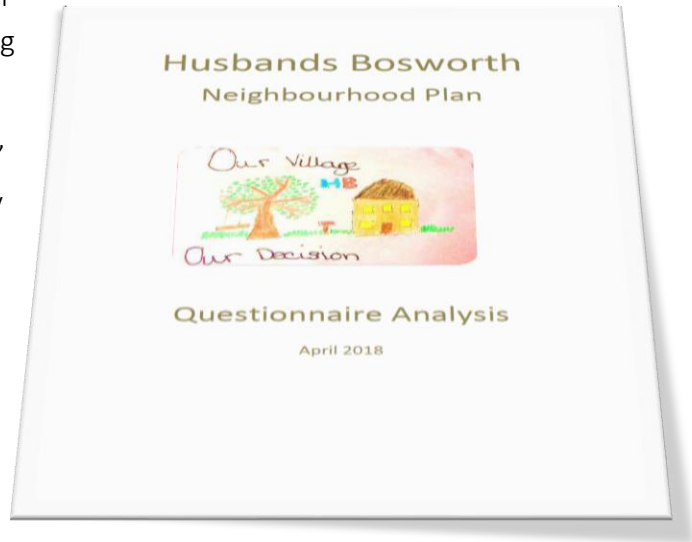 g
,
Husbands Bosworth
Neighbourhood Plan
Our Village
HB
Our Decision
Questionnaire Analysis
April 2018